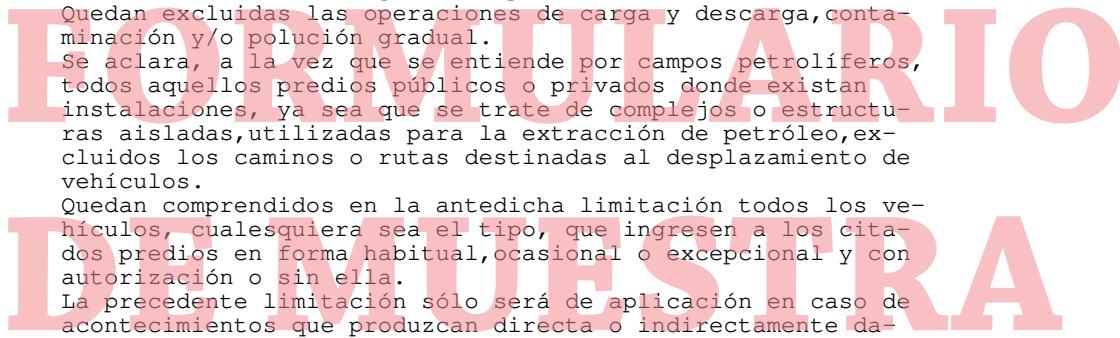 Quedan excluidas las operaciones de carga y descarga,conta-
minación y/o polución gradual.
Se aclara, a la vez que se entiende por campos petrolíferos,
todos aquellos predios públicos o privados donde existan
instalaciones, ya sea que se trate de complejos o estructu-
ras aisladas,utilizadas para la extracción de petróleo,ex-
cluidos los caminos o rutas destinadas al desplazamiento de
vehículos.
Quedan comprendidos en la antedicha limitación todos los ve-
hículos, cualesquiera sea el tipo, que ingresen a los cita-
dos predios en forma habitual,ocasional o excepcional y con
autorización o sin ella.
La precedente limitación sólo será de aplicación en caso de
acontecimientos que produzcan directa o indirectamente da-
FORMULARIO
DE MUESTRA